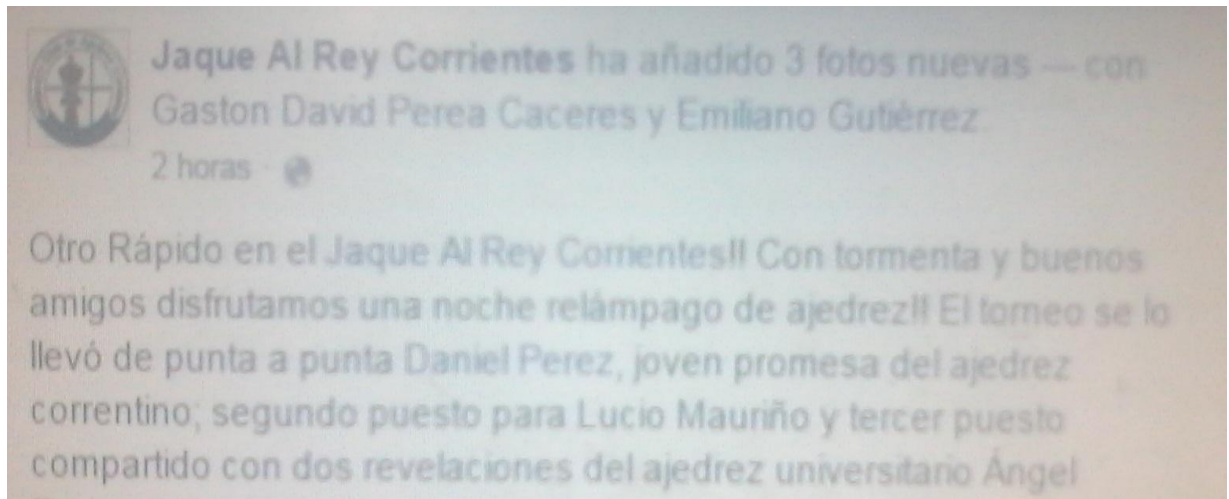 Jaque Al Rey Corrientes ha añadido 3 fotos nuevas — con
Gaston David Perea Caceres y Emiliano Gutièrrez.
2 horas ·
Otro Rápido en el Jaque Al Rey Corrientes!! Con tormenta y buenos
amigos disfrutamos una noche relámpago de ajedrez!! El torneo se lo
llevó de punta a punta Daniel Perez, joven promesa del ajedrez
correntino; segundo puesto para Lucio Mauriño y tercer puesto
compartido con dos revelaciones del ajedrez universitario Ángel